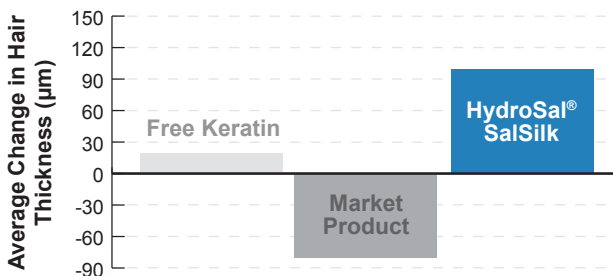 Average Change in Hair
Thickness (µm)
150
120
90
60
30
0
-30
-60
-90
Free Keratin
Market
Product
HydroSal®
SalSilk